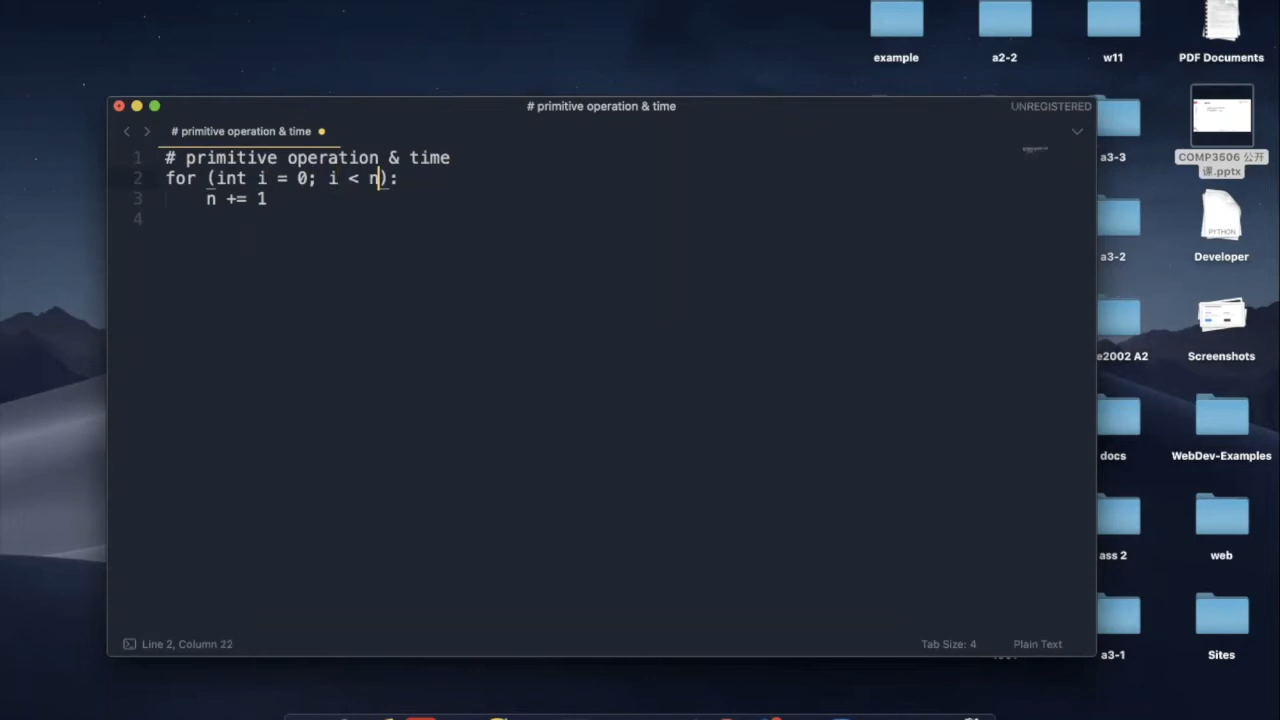 example
a2-2
w11
PDF Documents
# primitive operation & time
UNREGISTERED
# primitive operation & time
1 # primitive operation & time
2 for (int i = 0; i < n):
3 n += 1
4
a3-3
COMP3506 公开
课.pptx
PYTHON
a3-2
Developer
e2002 A2
Screenshots
docs
WebDev-Examples
ass 2
web
a3-1
Sites
Line 2, Column 22
Tab Size: 4
Plain Text